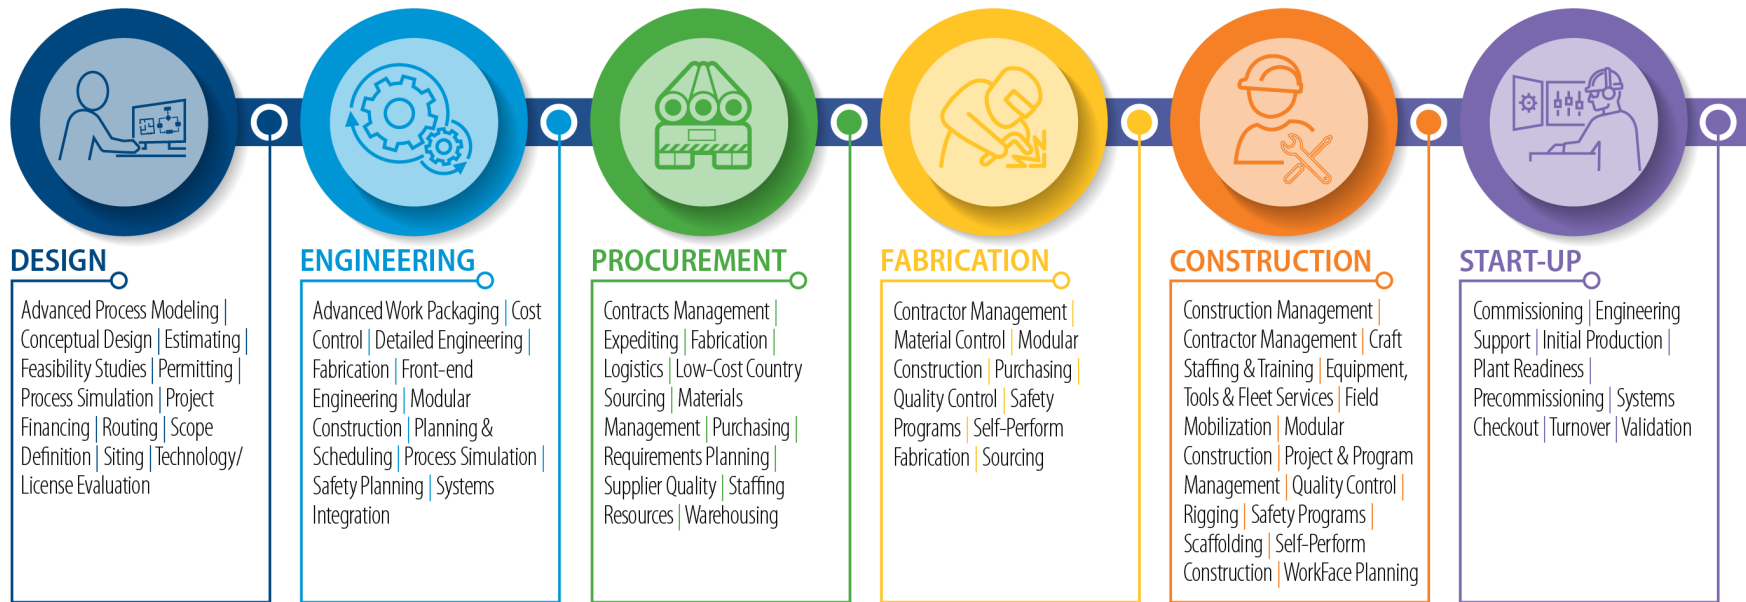 DESIGN
Advanced Process Modeling |
Conceptual Design | Estimating |
Feasibility Studies | Permitting |
Process Simulation | Project
Financing | Routing | Scope
Definition | Siting | Technology/
License Evaluation
ENGINEERING
Advanced Work Packaging | Cost
Control | Detailed Engineering |
Fabrication | Front-end
Engineering | Modular
Construction | Planning &
Scheduling | Process Simulation |
Safety Planning | Systems
Integration
PROCUREMENT
Contracts Management |
Expediting | Fabrication |
Logistics | Low-Cost Country
Sourcing | Materials
Management | Purchasing |
Requirements Planning |
Supplier Quality | Staffing
Resources | Warehousing
FABRICATION
Contractor Management |
Material Control | Modular
Construction | Purchasing |
Quality Control | Safety
Programs | Self-Perform
Fabrication | Sourcing
CONSTRUCTION
Construction Management |
Contractor Management | Craft
Staffing & Training | Equipment,
Tools & Fleet Services | Field
Mobilization | Modular
Construction | Project & Program
Management | Quality Control |
Rigging | Safety Programs |
Scaffolding | Self-Perform
Construction | WorkFace Planning
START-UP
Commissioning | Engineering
Support | Initial Production |
Plant Readiness |
Precommissioning | Systems
Checkout | Turnover | Validation